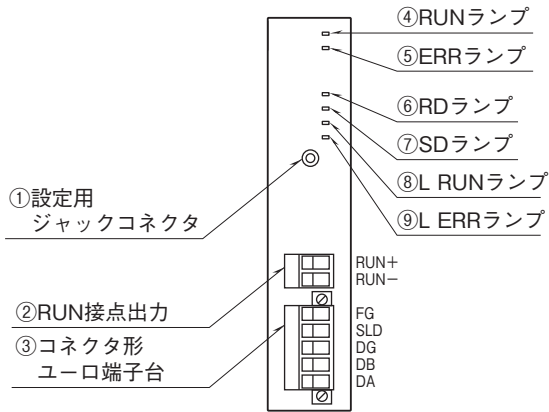 ④RUNランプ
⑤ERRランプ
⑥RDランプ
⑦SDランプ
⑧L RUNランプ
⑨L ERRランプ
①設定用
ジャックコネクタ
②RUN接点出力
③コネクタ形
ユーロ端子台
RUN+
RUN−
FG
SLD
DG
DB
DA